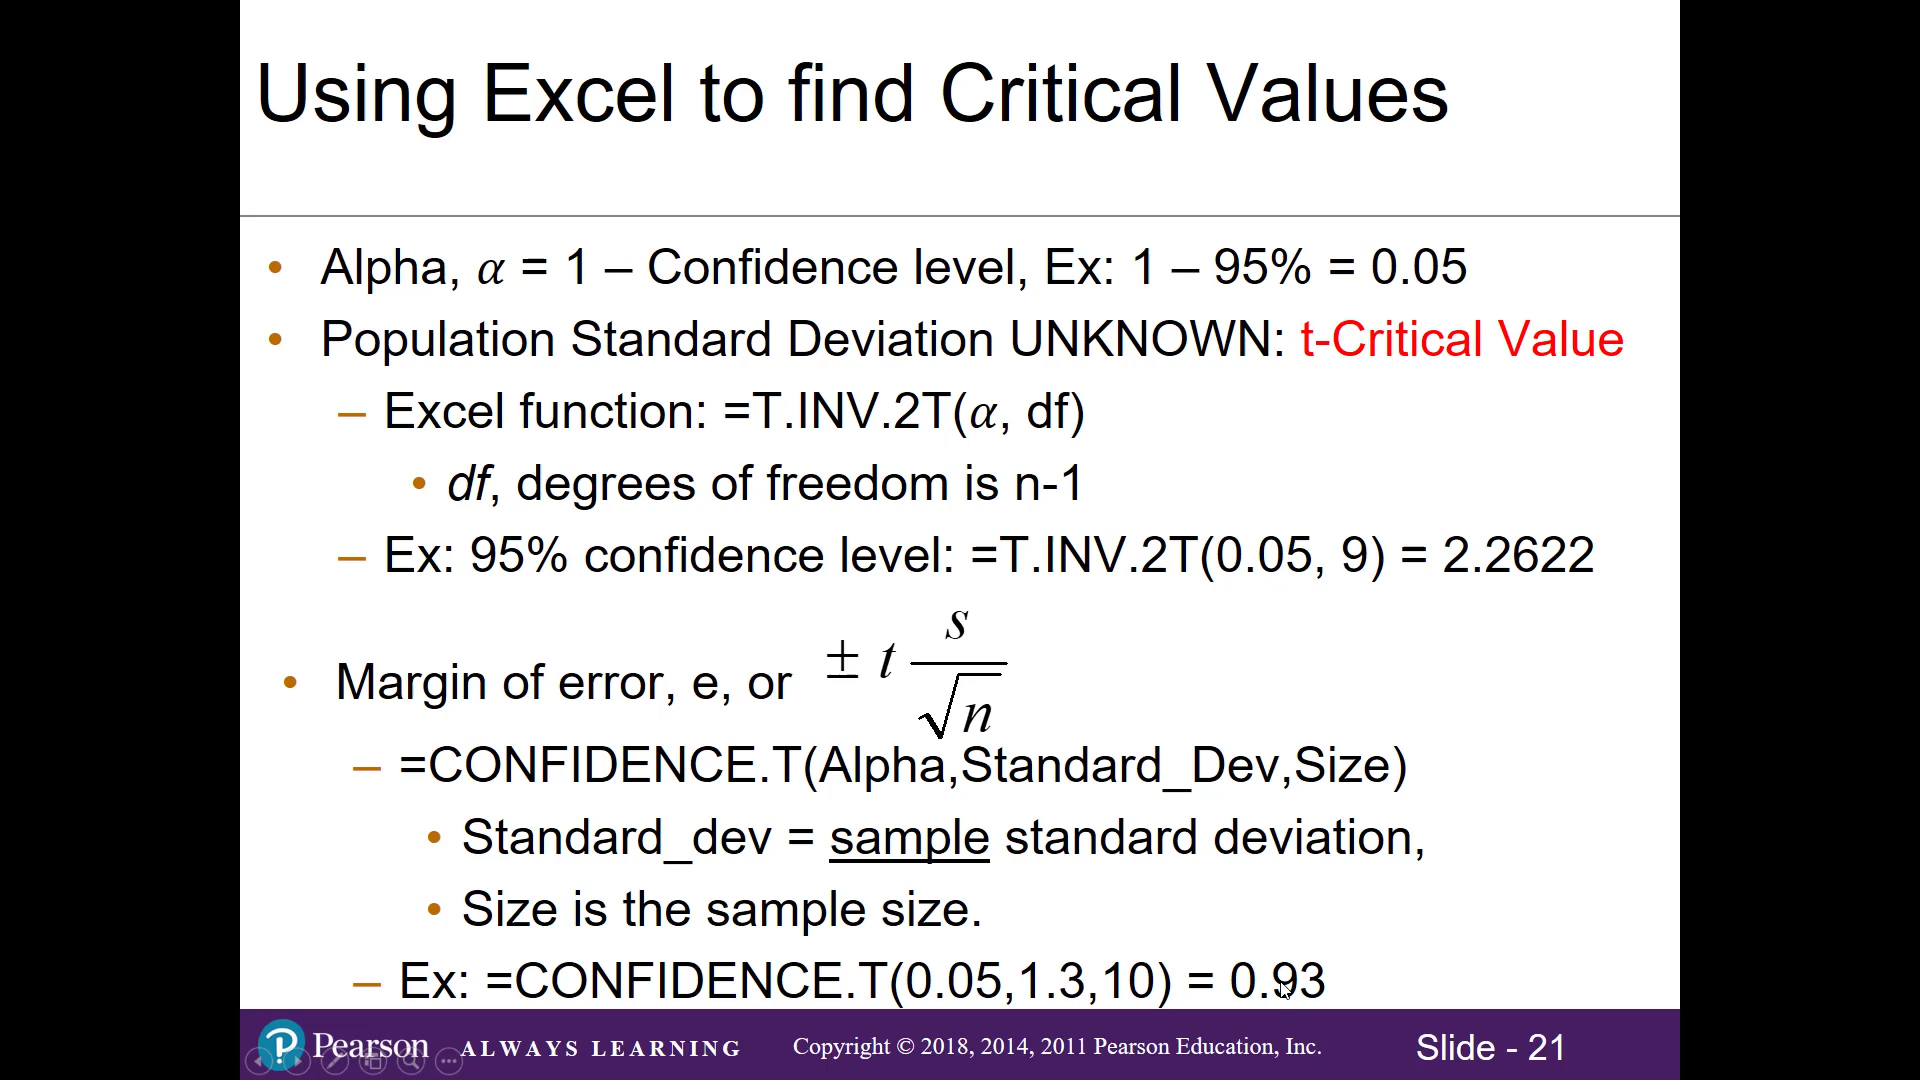 Using Excel to find Critical Values
• Alpha, α = 1 – Confidence level, Ex: 1 – 95% = 0.05
• Population Standard Deviation UNKNOWN: t-Critical Value
– Excel function: =T.INV.2T(α, df)
• df, degrees of freedom is n-1
– Ex: 95% confidence level: =T.INV.2T(0.05, 9) = 2.2622
• Margin of error, e, or ± t s/√n
– =CONFIDENCE.T(Alpha,Standard_Dev,Size)
• Standard_dev = sample standard deviation,
• Size is the sample size.
– Ex: =CONFIDENCE.T(0.05,1.3,10) = 0.93
Pearson ALWAYS LEARNING Copyright © 2018, 2014, 2011 Pearson Education, Inc. Slide - 21